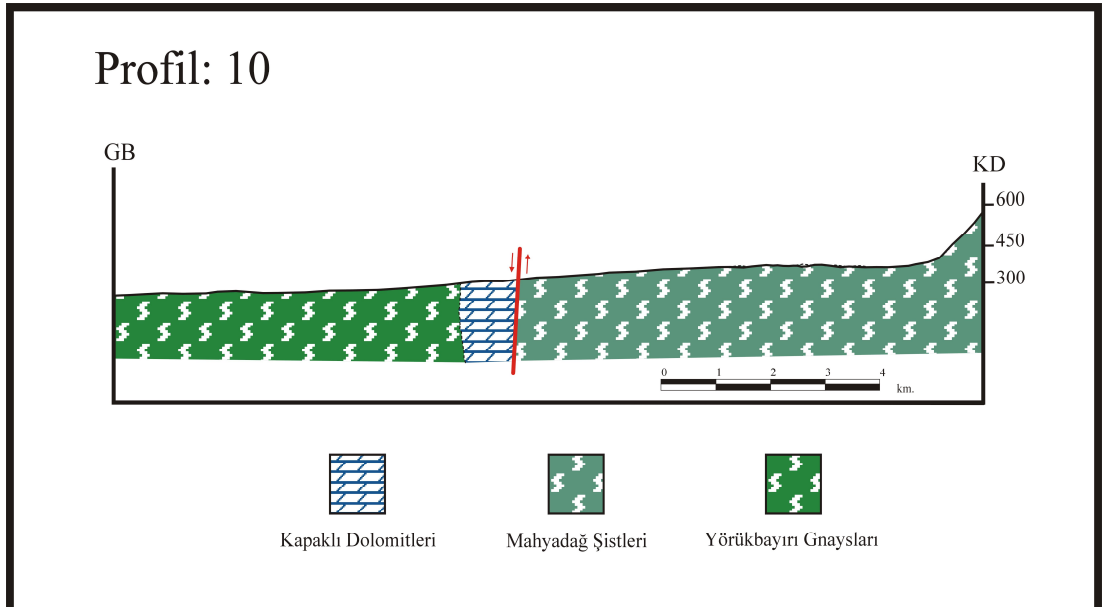 Profil: 10
GB
KD
600
450
300
0 1 2 3 4
km.
Kapaklı Dolomitleri
Mahyadağ Şistleri
Yörükbayırı Gnaysları